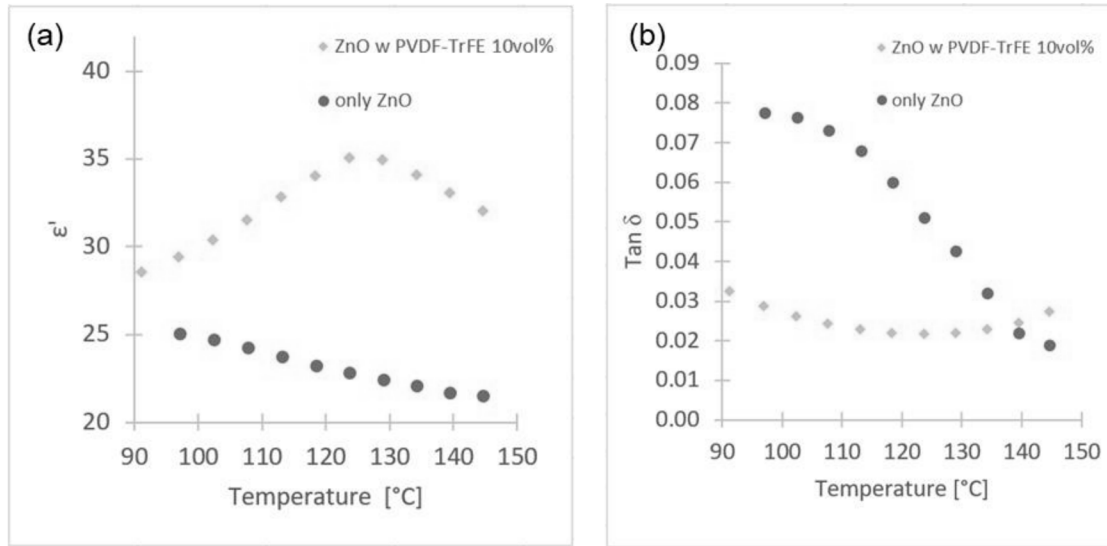 (a)
ZnO w PVDF-TrFE 10vol%
only ZnO
40
35
30
25
20
ε'
90 100 110 120 130 140 150
Temperature [°C]
(b)
ZnO w PVDF-TrFE 10vol%
only ZnO
0.09
0.08
0.07
0.06
0.05
0.04
0.03
0.02
0.01
0.00
Tan δ
90 100 110 120 130 140 150
Temperature [°C]